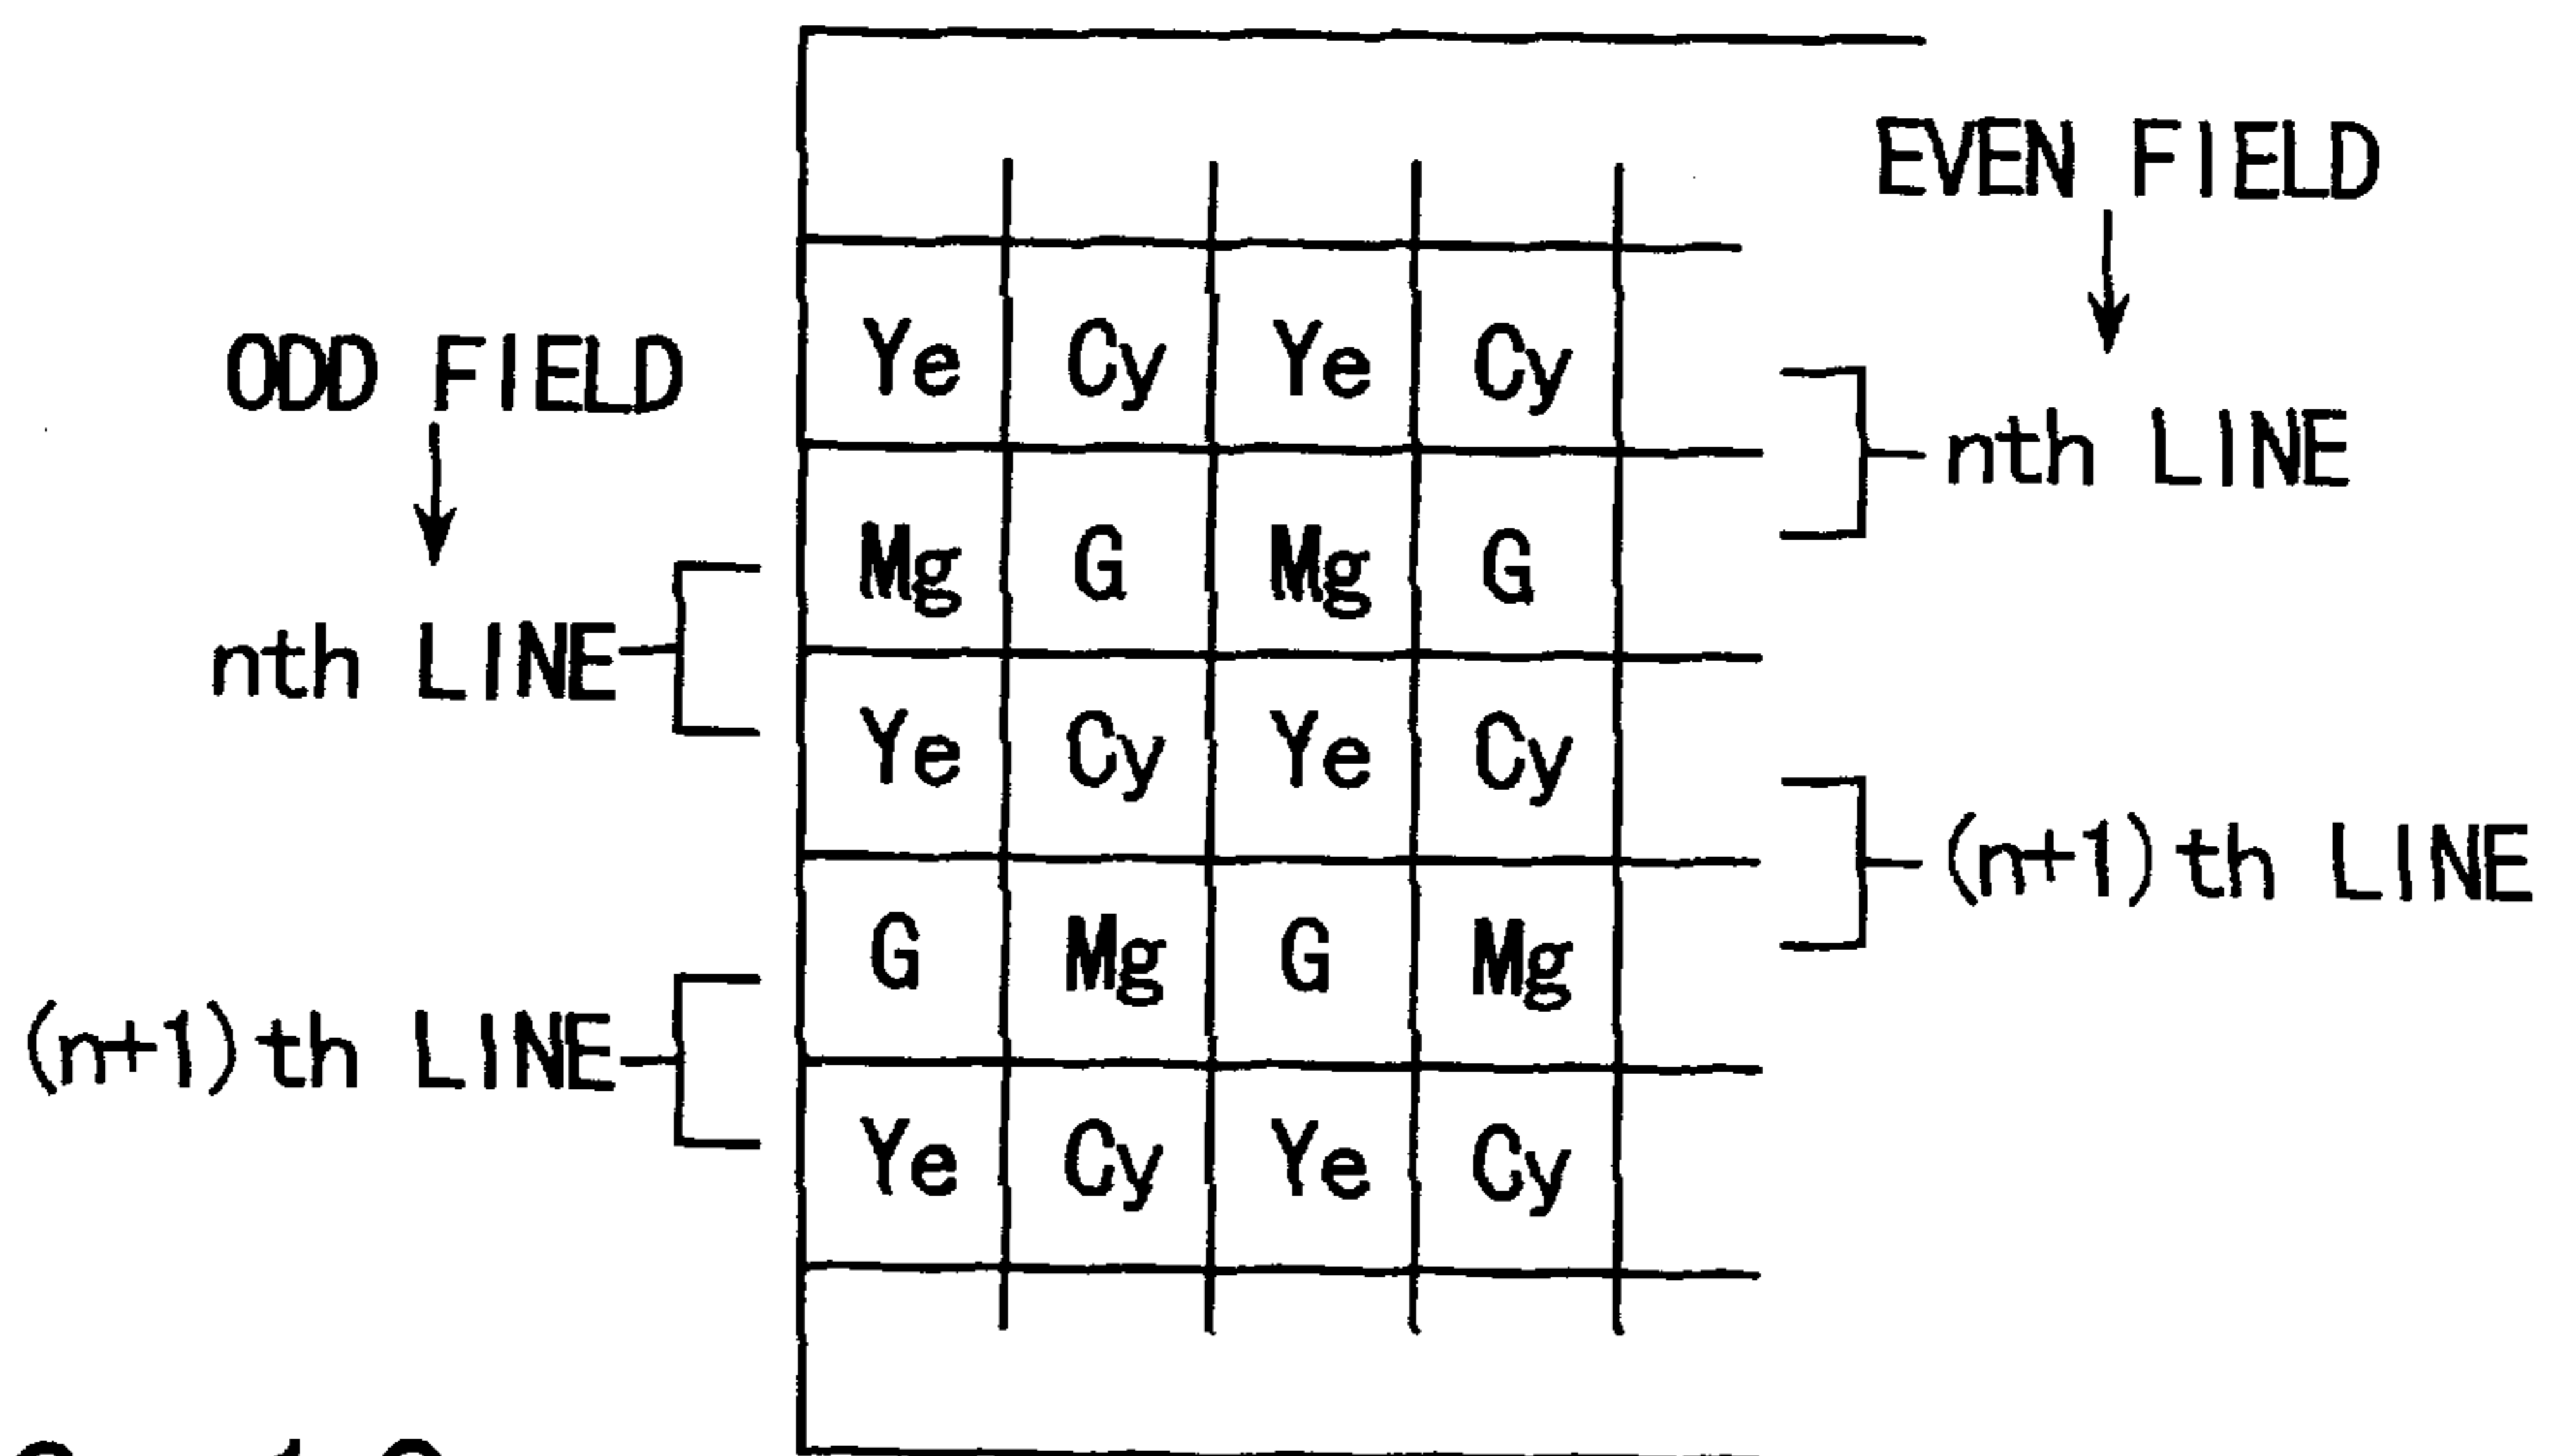 EVEN FIELD
Ye Cy Ye Cy
ODD FIELD
nth LINE
Mg G Mg G
nth LINE
Ye Cy Ye Cy
(n+1)th LINE
G Mg G Mg
(n+1)th LINE
Ye Cy Ye Cy